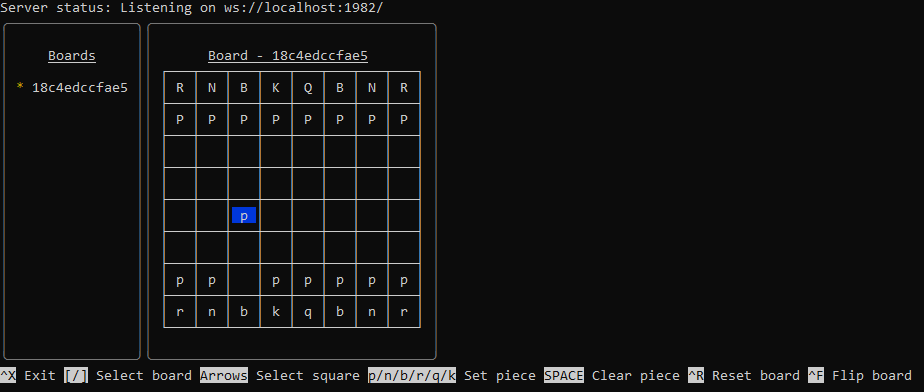 Server status: Listening on ws://localhost:1982/
Boards
* 18c4edccfae5
Board - 18c4edccfae5
R N B K Q B N R
P P P P P P P P
p
p p p p p p p
r n b k q b n r
^X Exit [/] Select board Arrows Select square p/n/b/r/q/k Set piece SPACE Clear piece ^R Reset board ^F Flip board